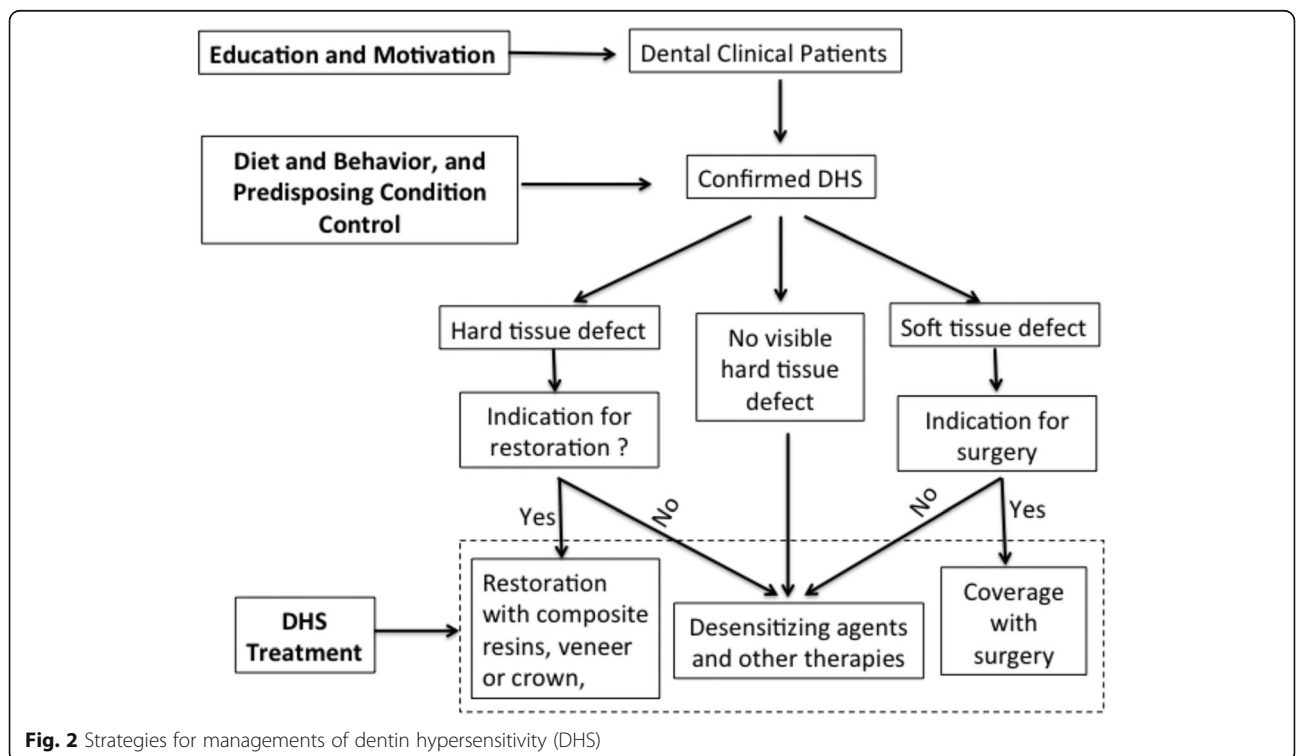 Education and Motivation
Dental Clinical Patients
Diet and Behavior, and
Predisposing Condition
Control
Confirmed DHS
Hard tissue defect
No visible
hard tissue
defect
Soft tissue defect
Indication for
restoration ?
Indication for
surgery
Yes
No
No
Yes
DHS
Treatment
Restoration
with composite
resins, veneer
or crown,
Desensitizing agents
and other therapies
Coverage
with
surgery
Fig. 2 Strategies for managements of dentin hypersensitivity (DHS)